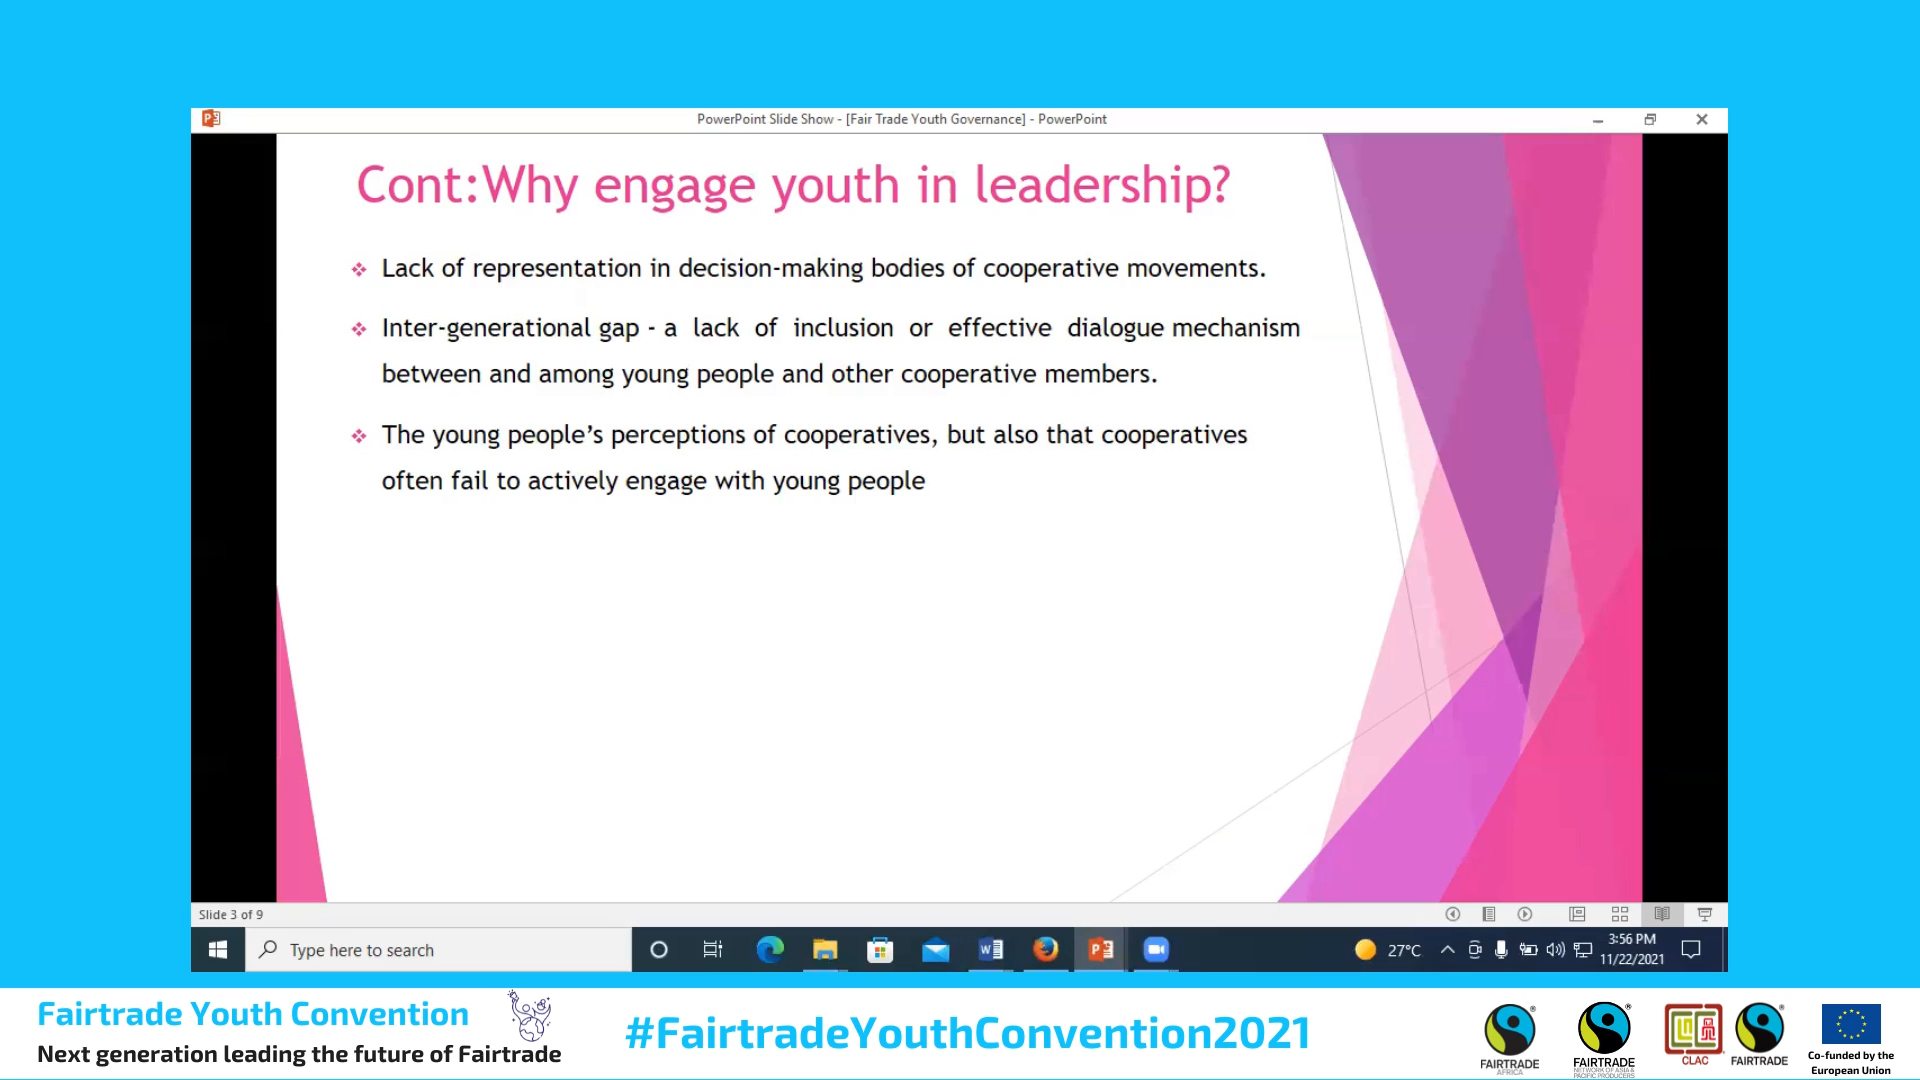 PowerPoint Slide Show - [Fair Trade Youth Governance] - PowerPoint
Cont:Why engage youth in leadership?
Lack of representation in decision-making bodies of cooperative movements.
Inter-generational gap - a lack of inclusion or effective dialogue mechanism
between and among young people and other cooperative members.
The young people's perceptions of cooperatives, but also that cooperatives
often fail to actively engage with young people
Slide 3 of 9
Type here to search
27°C
3:56 PM
11/22/2021
Fairtrade Youth Convention
Next generation leading the future of Fairtrade
#FairtradeYouthConvention2021
FAIRTRADE
AFRICA
FAIRTRADE
NETWORK OF ASIA &
PACIFIC PRODUCERS
CLAC
FAIRTRADE
Co-funded by the
European Union